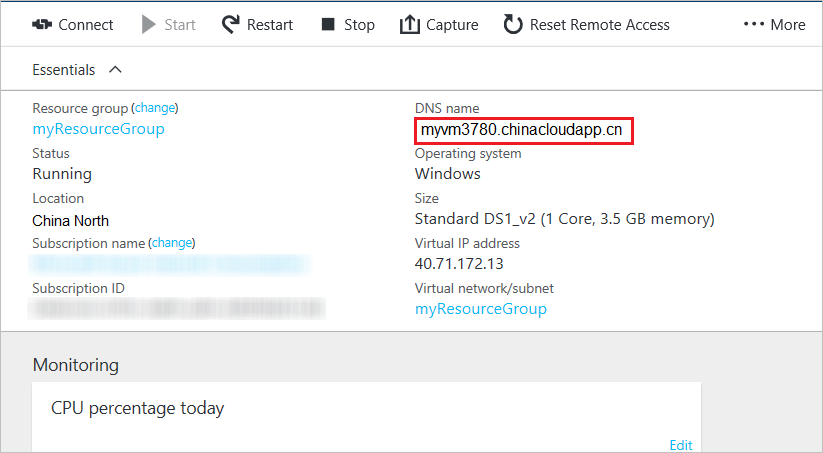 Connect Start Restart Stop Capture Reset Remote Access ••• More
Essentials
Resource group (change)
myResourceGroup
Status
Running
Location
China North
Subscription name (change)
Subscription ID
DNS name
myvm3780.chinacloudapp.cn
Operating system
Windows
Size
Standard DS1_v2 (1 Core, 3.5 GB memory)
Virtual IP address
40.71.172.13
Virtual network/subnet
myResourceGroup
Monitoring
CPU percentage today
Edit